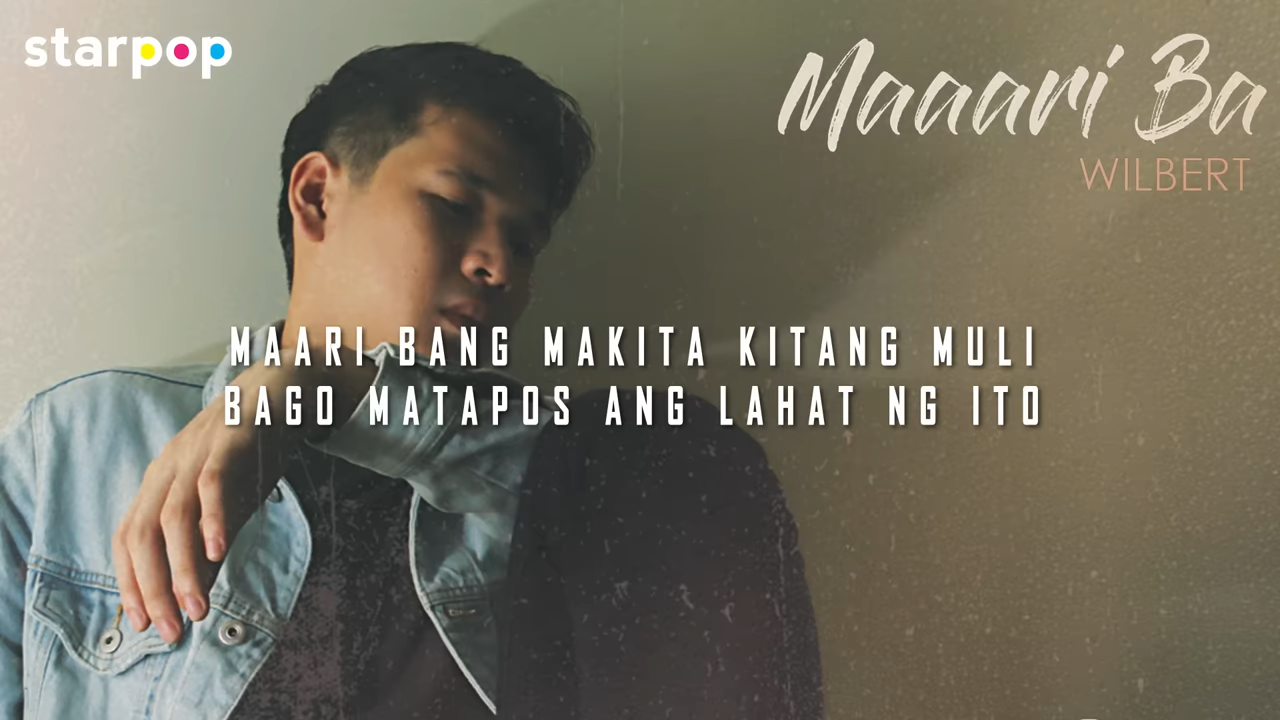 starpop
Maaari Ba
WILBERT
MAARI BANG MAKITA KITANG MULI
BAGO MATAPOS ANG LAHAT NG ITO